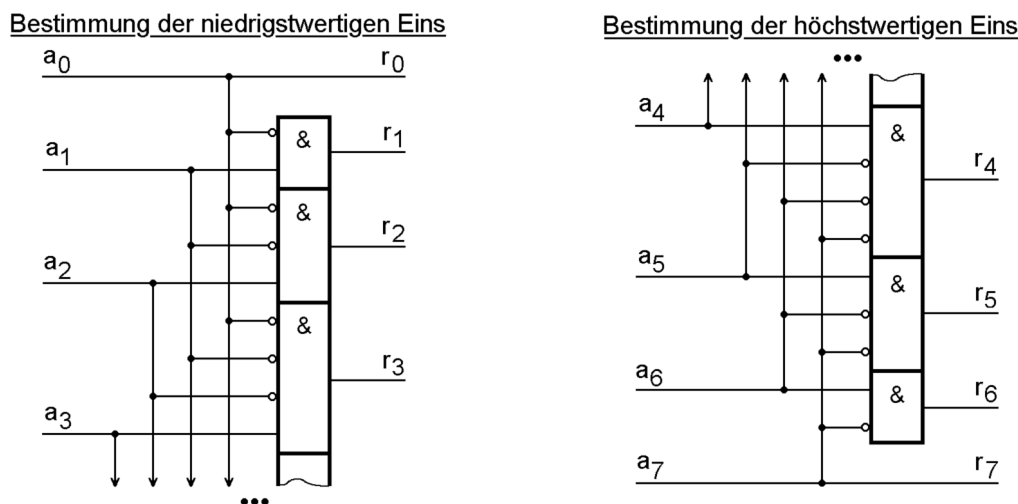 Bestimmung der niedrigstwertigen Eins
a0
r0
&
r1
a1
&
r2
a2
&
r3
a3
•••
Bestimmung der höchstwertigen Eins
•••
a4
&
r4
a5
&
r5
a6
&
r6
a7
r7